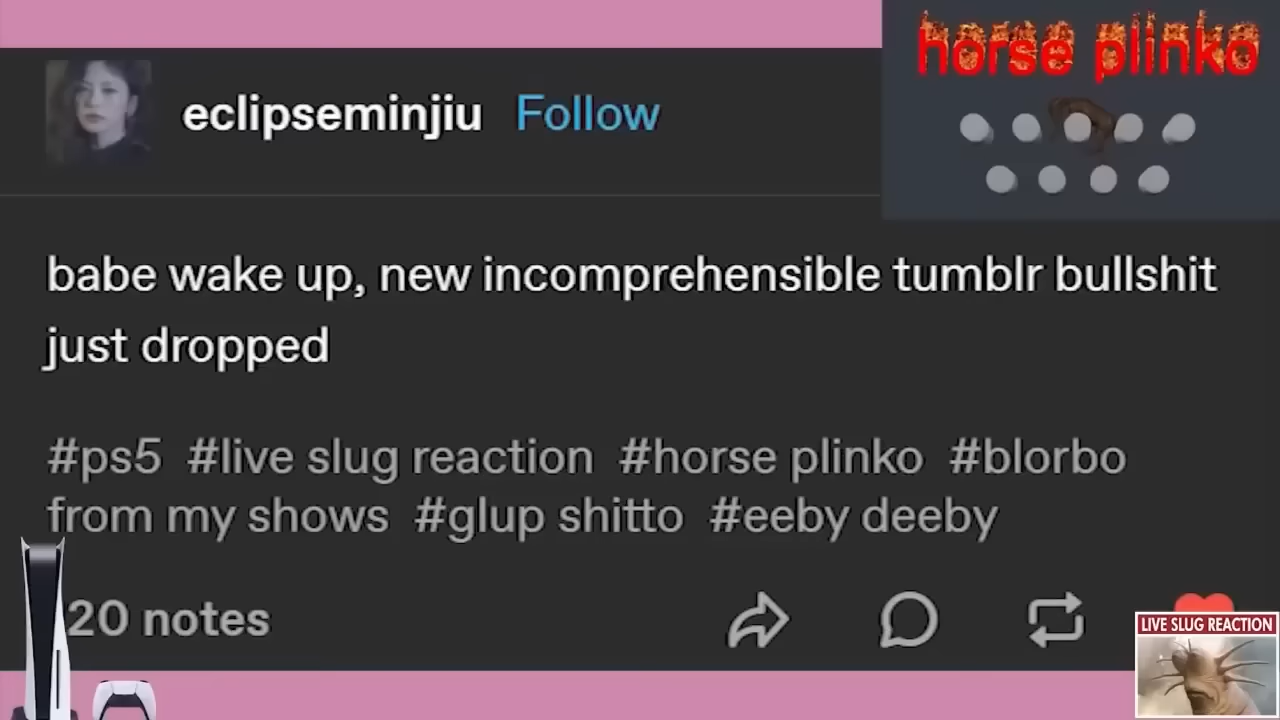 horse plinko
eclipseminjiu Follow
babe wake up, new incomprehensible tumblr bullshit
just dropped
#ps5 #live slug reaction #horse plinko #blorbo
from my shows #glup shitto #eeby deeby
20 notes
LIVE SLUG REACTION